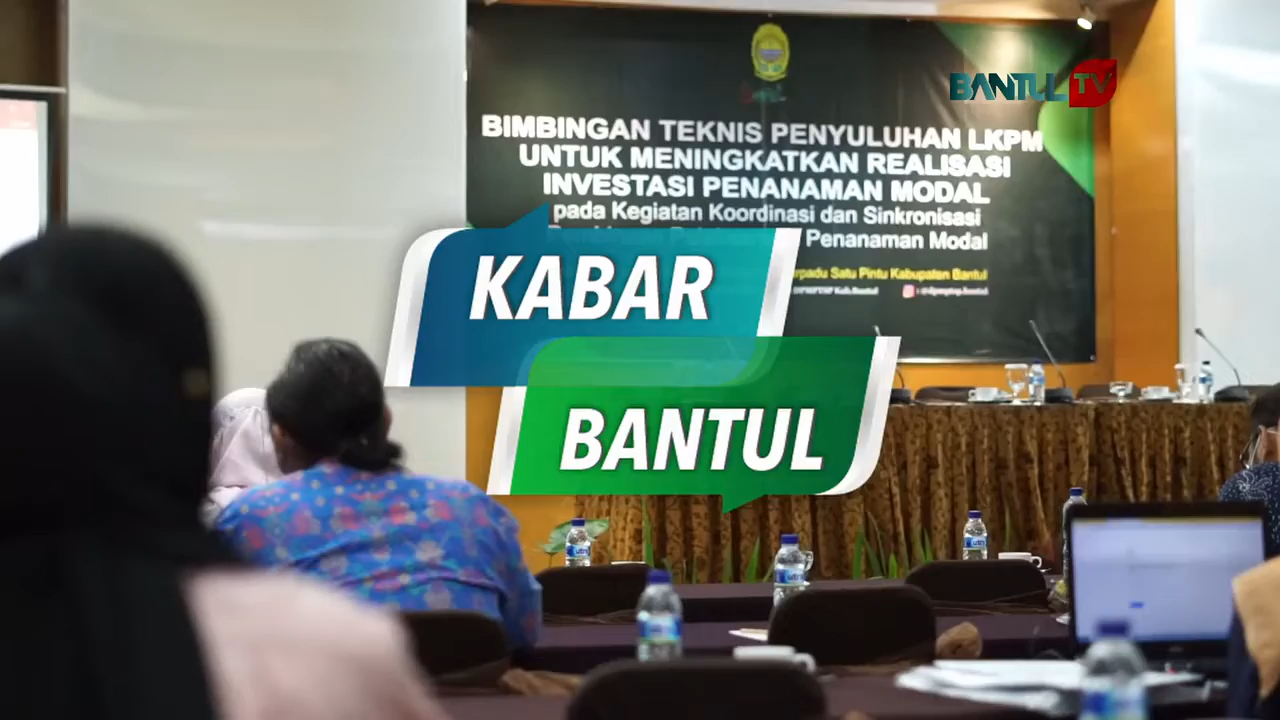 BANTUL TV
BIMBINGAN TEKNIS PENYULUHAN LKPM
UNTUK MENINGKATKAN REALISASI
INVESTASI PENANAMAN MODAL
pada Kegiatan Koordinasi dan Sinkronisasi
Penanaman Modal
Satu Pintu Kabupaten Bantul
KABAR
BANTUL